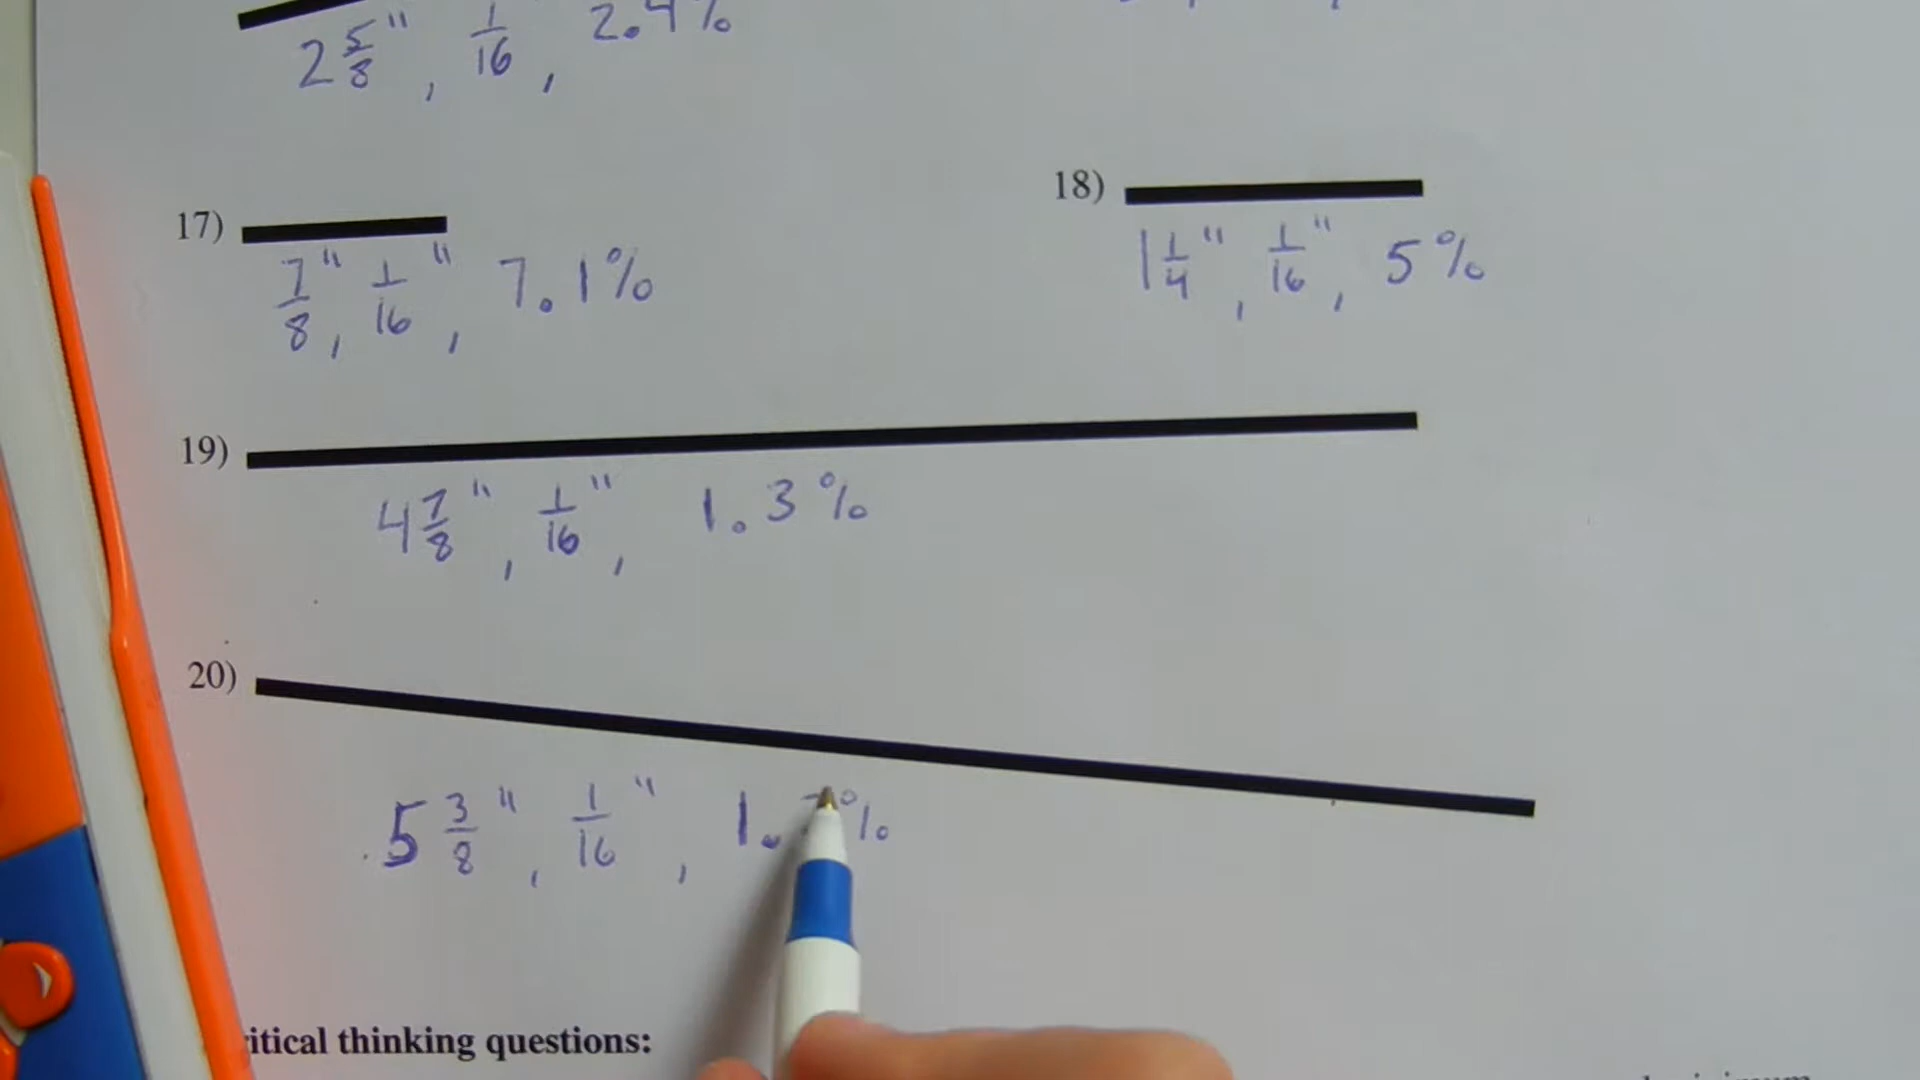 2 5/8", 1/16", 2.4%
17)
7/8", 1/16", 7.1%
18)
1 1/4", 1/16", 5%
19)
4 7/8", 1/16", 1.3%
20)
5 3/8", 1/16", 1. %
itical thinking questions: